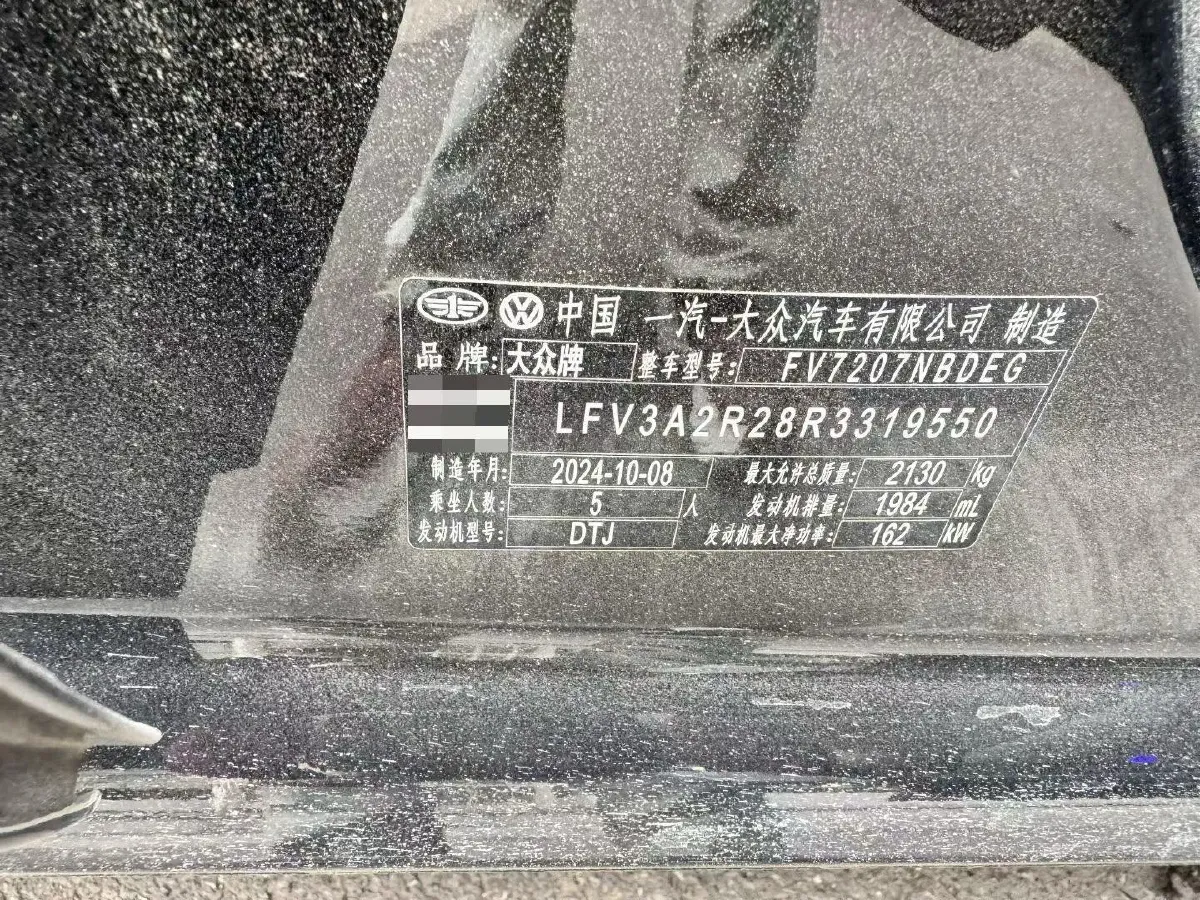 中国 一汽-大众汽车有限公司 制造
品牌: 大众牌 整车型号: FV7207NBDEG
LFV3A2R28R3319550
制造年月: 2024-10-08 最大允许总质量: 2130 kg
乘坐人数: 5 人 发动机排量: 1984 mL
发动机型号: DTJ 发动机最大净功率: 162 kW